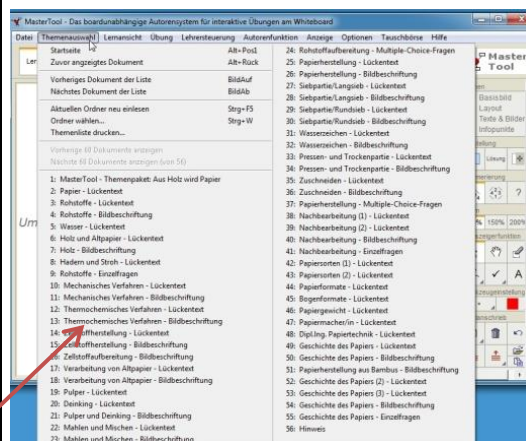 MasterTool - Das boardunabhängige Autorensystem für interaktive Übungen am Whiteboard
Datei Themenauswahl Lernansicht Übung Lehrersteuerung Autorenfunktion Anzeige Optionen Tauschbörse Hilfe
Startseite Alt+Pos1
Zuvor angezeigtes Dokument Alt+Rück
Vorheriges Dokument der Liste BildAuf
Nächstes Dokument der Liste BildAb
Aktuellen Ordner neu einlesen Strg+F5
Ordner wählen... Strg+W
Themenliste drucken...
Vorherige 60 Dokumente anzeigen
Nächste 60 Dokumente anzeigen (von 56)
1: MasterTool - Themenpaket: Aus Holz wird Papier
2: Papier - Lückentext
3: Rohstoffe - Lückentext
4: Rohstoffe - Bildbeschriftung
5: Wasser - Lückentext
6: Holz und Altpapier - Lückentext
7: Holz - Bildbeschriftung
8: Hadern und Stroh - Lückentext
9: Rohstoffe - Einzelfragen
10: Mechanisches Verfahren - Lückentext
11: Mechanisches Verfahren - Bildbeschriftung
12: Thermochemisches Verfahren - Lückentext
13: Thermochemisches Verfahren - Bildbeschriftung
14: Zellstoffherstellung - Lückentext
15: Zellstoffherstellung - Bildbeschriftung
16: Zellstoffaufbereitung - Bildbeschriftung
17: Verarbeitung von Altpapier - Lückentext
18: Verarbeitung von Altpapier - Bildbeschriftung
19: Pulper - Lückentext
20: Deinking - Lückentext
21: Pulper und Deinking - Bildbeschriftung
22: Mahlen und Mischen - Lückentext
23: Mahlen und Mischen - Bildbeschriftung
24: Rohstoffaufbereitung - Multiple-Choice-Fragen
25: Papierherstellung - Lückentext
26: Papierherstellung - Bildbeschriftung
27: Siebpartie/Langsieb - Lückentext
28: Siebpartie/Langsieb - Bildbeschriftung
29: Siebpartie/Rundsieb - Lückentext
30: Siebpartie/Rundsieb - Bildbeschriftung
31: Wasserzeichen - Lückentext
32: Wasserzeichen - Bildbeschriftung
33: Pressen- und Trockenpartie - Lückentext
34: Pressen- und Trockenpartie - Bildbeschriftung
35: Zuschneiden - Lückentext
36: Zuschneiden - Bildbeschriftung
37: Papierherstellung - Multiple-Choice-Fragen
38: Nachbearbeitung (1) - Lückentext
39: Nachbearbeitung (2) - Lückentext
40: Nachbearbeitung - Bildbeschriftung
41: Nachbearbeitung - Einzelfragen
42: Papiersorten (1) - Lückentext
43: Papiersorten (2) - Lückentext
44: Papierformate - Lückentext
45: Bogenformate - Lückentext
46: Papiergewicht - Lückentext
47: Papiermacher/in - Lückentext
48: Dipl.Ing. Papiertechnik - Lückentext
49: Geschichte des Papiers - Lückentext
50: Geschichte des Papiers - Bildbeschriftung
51: Papierherstellung aus Bambus - Bildbeschriftung
52: Geschichte des Papiers (2) - Lückentext
53: Geschichte des Papiers (3) - Lückentext
54: Geschichte des Papiers - Bildbeschriftung
55: Geschichte des Papiers - Einzelfragen
56: Hinweis
Ler
Um
Master
Tool
Basisbild
Layout
Texte & Bilder
Infopunkte
Lösung
?
% 150% 200%
A